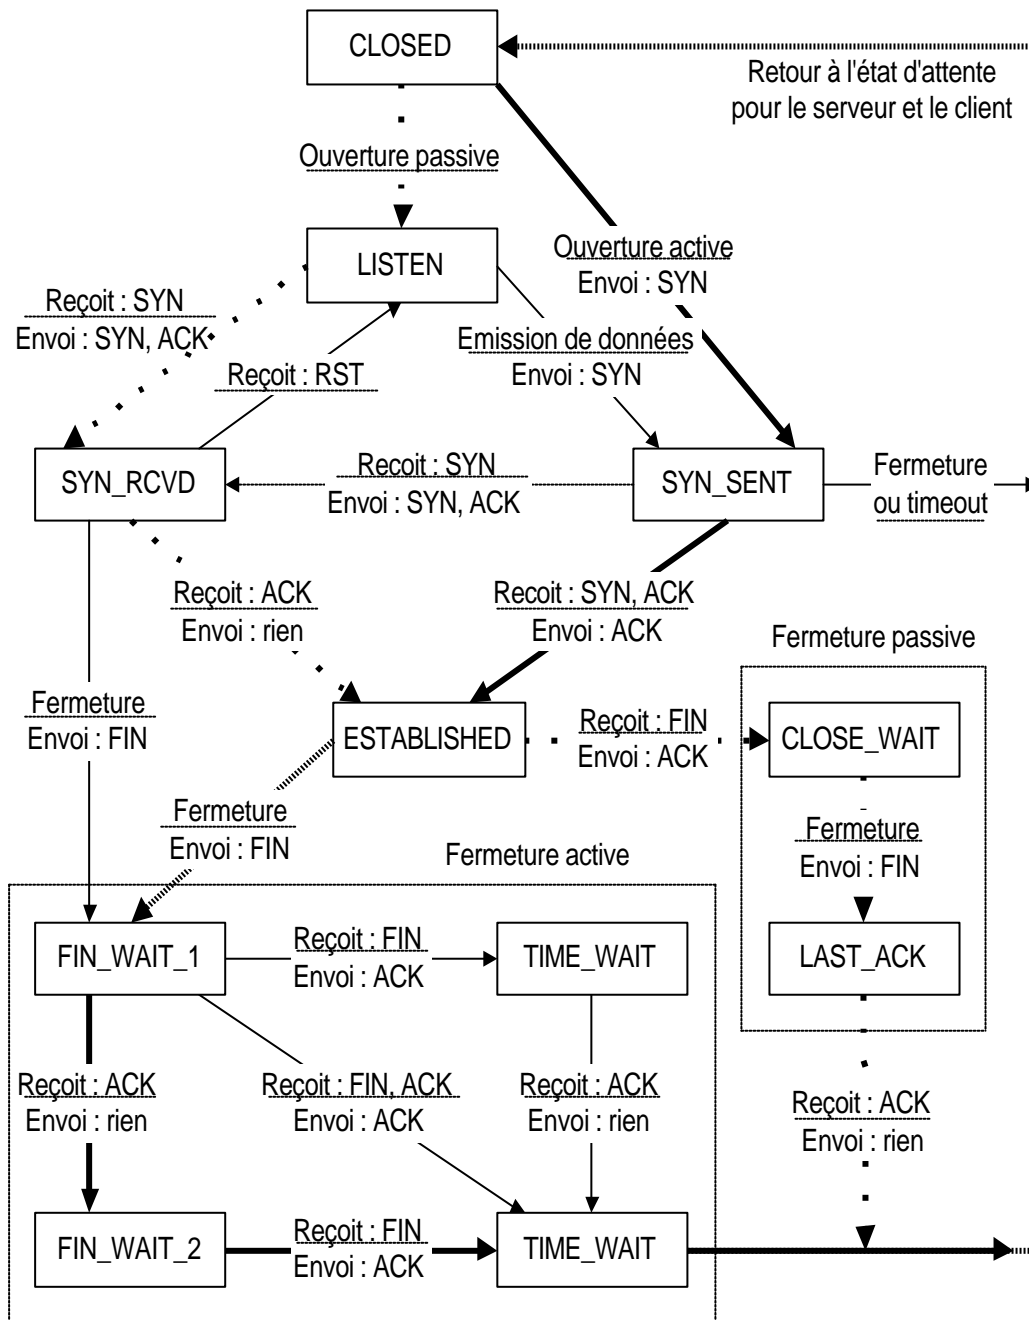 CLOSED
Retour à l'état d'attente
pour le serveur et le client
Ouverture passive
LISTEN
Ouverture active
Envoi : SYN
Reçoit : SYN
Envoi : SYN, ACK
Emission de données
Envoi : SYN
Reçoit : RST
SYN_RCVD
Recoit : SYN
Envoi : SYN, ACK
SYN_SENT
Fermeture
ou timeout
Reçoit : ACK
Envoi : rien
Recoit : SYN, ACK
Envoi : ACK
Fermeture passive
Fermeture
Envoi : FIN
ESTABLISHED
Reçoit : FIN
Envoi : ACK
CLOSE_WAIT
Fermeture
Envoi : FIN
Fermeture active
Fermeture
Envoi : FIN
FIN_WAIT_1
Reçoit : FIN
Envoi : ACK
TIME_WAIT
LAST_ACK
Reçoit : ACK
Envoi : rien
Reçoit : FIN, ACK
Envoi : ACK
Reçoit : ACK
Envoi : rien
Reçoit : ACK
Envoi : rien
FIN_WAIT_2
Reçoit : FIN
Envoi : ACK
TIME_WAIT